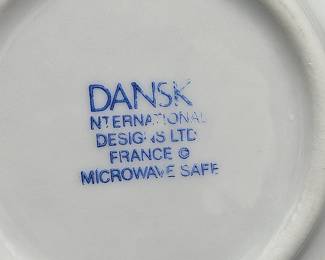 DANSK
INTERNATIONAL
DESIGNS LTD
FRANCE ©
MICROWAVE SAFE